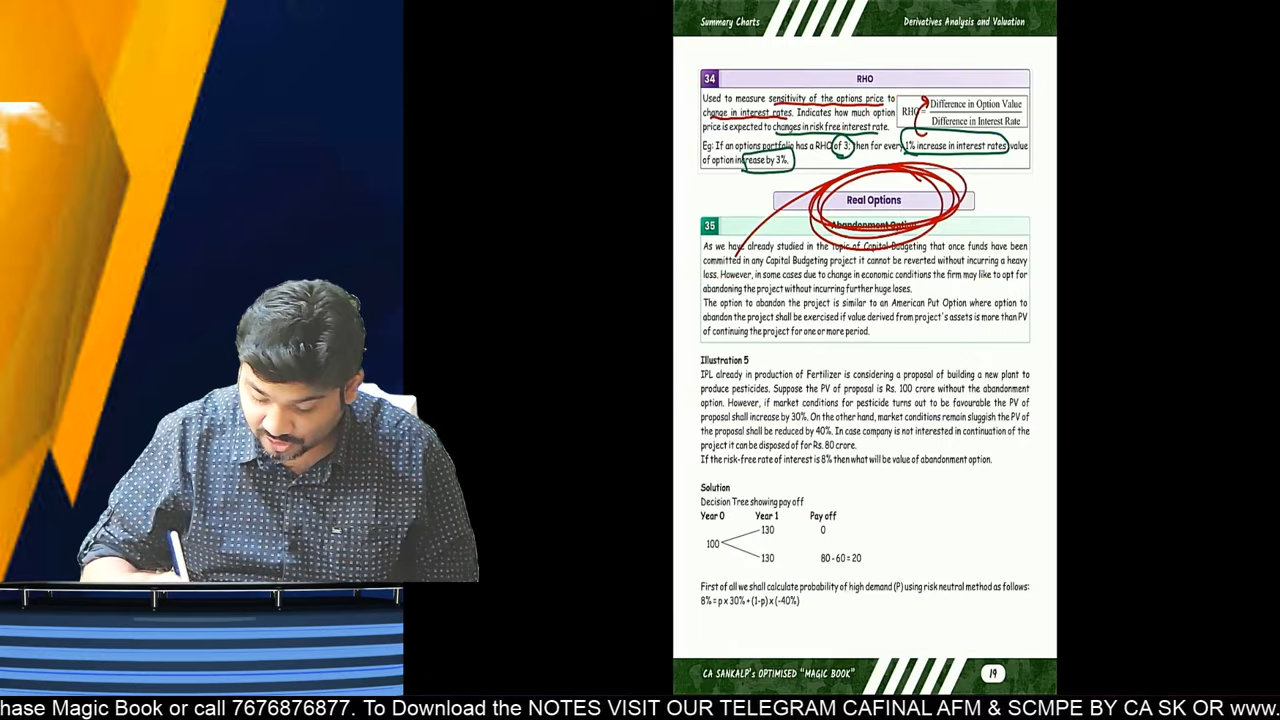 Summary Charts
Derivatives Analysis and Valuation
34
RHO
Used to measure sensitivity of the options price to
change in interest rates. Indicates how much option
price is expected to changes in risk free interest rate.
RHO = Difference in Option Value
Difference in Interest Rate
Eg: If an options portfolio has a RHO of 3; then for every 1% increase in interest rates value
of option increase by 3%.
Real Options
35
Abandonment Option
As we have already studied in the topic of Capital Budgeting that once funds have been
committed in any Capital Budgeting project it cannot be reverted without incurring a heavy
loss. However, in some cases due to change in economic conditions the firm may like to opt for
abandoning the project without incurring further huge loses.
The option to abandon the project is similar to an American Put Option where option to
abandon the project shall be exercised if value derived from project's assets is more than PV
of continuing the project for one or more period.
Illustration 5
IPL already in production of Fertilizer is considering a proposal of building a new plant to
produce pesticides. Suppose the PV of proposal is Rs. 100 crore without the abandonment
option. However, if market conditions for pesticide turns out to be favourable the PV of
proposal shall increase by 30%. On the other hand, market conditions remain sluggish the PV of
the proposal shall be reduced by 40%. In case company is not interested in continuation of the
project it can be disposed of for Rs. 80 crore.
If the risk-free rate of interest is 8% then what will be value of abandonment option.
Solution
Decision Tree showing pay off
Year 0 Year 1 Pay off
130 0
100
130 80 - 60 = 20
First of all we shall calculate probability of high demand (P) using risk neutral method as follows:
8% = p x 30% + (1-p) x (-40%)
CA SANKALP's OPTIMISED "MAGIC BOOK"
19
hase Magic Book or call 7676876877. To Download the NOTES VISIT OUR TELEGRAM CAFINAL AFM & SCMPE BY CA SK OR www.